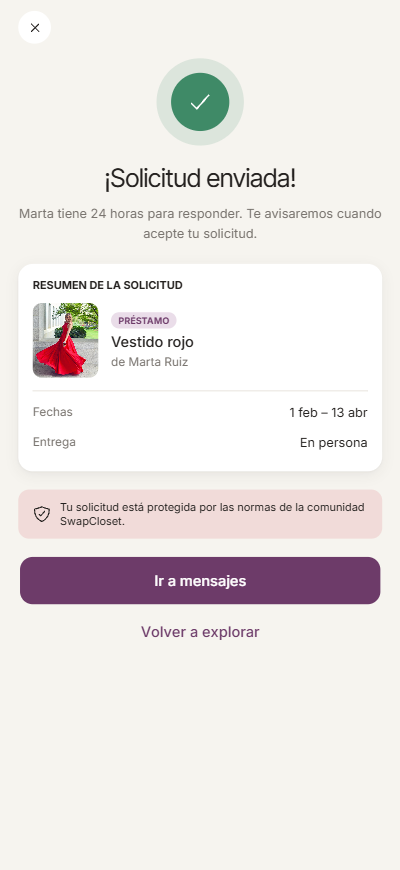 ¡Solicitud enviada!
Marta tiene 24 horas para responder. Te avisaremos cuando
acepte tu solicitud.
RESUMEN DE LA SOLICITUD
PRÉSTAMO
Vestido rojo
de Marta Ruiz
Fechas 1 feb – 13 abr
Entrega En persona
Tu solicitud está protegida por las normas de la comunidad
SwapCloset.
Ir a mensajes
Volver a explorar